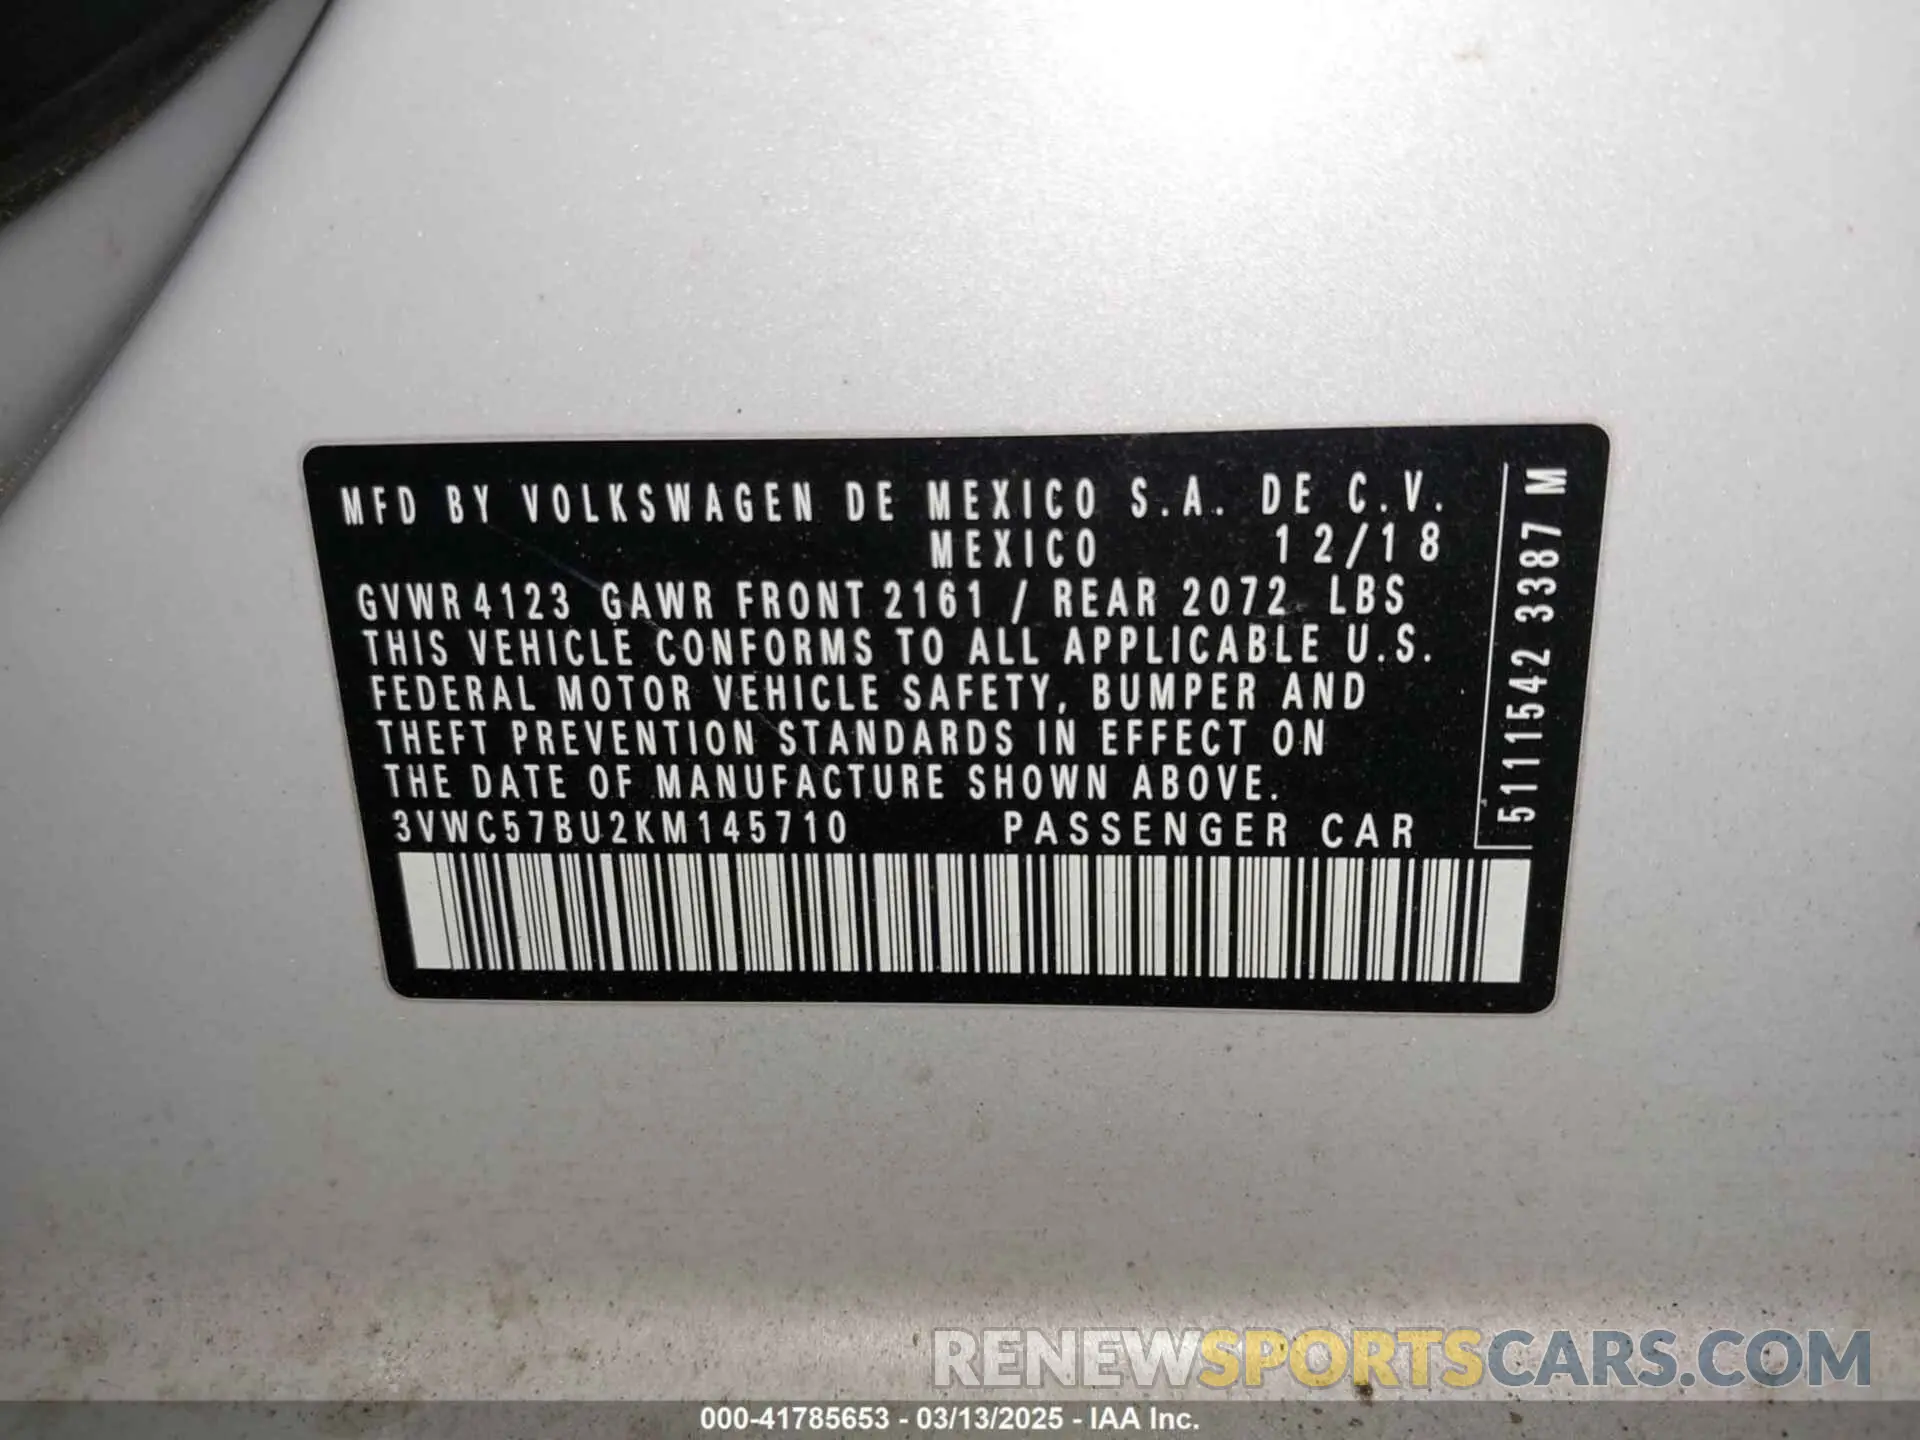 MFD BY VOLKSWAGEN DE MEXICO S.A. DE C.V.
MEXICO 12/18
GVWR 4123 GAWR FRONT 2161 / REAR 2072 LBS
THIS VEHICLE CONFORMS TO ALL APPLICABLE U.S.
FEDERAL MOTOR VEHICLE SAFETY, BUMPER AND
THEFT PREVENTION STANDARDS IN EFFECT ON
THE DATE OF MANUFACTURE SHOWN ABOVE.
3VWC57BU2KM145710 PASSENGER CAR
5111542 3387 M
RENEWSPORTSCARS.COM
000-41785653 - 03/13/2025 - IAA Inc.